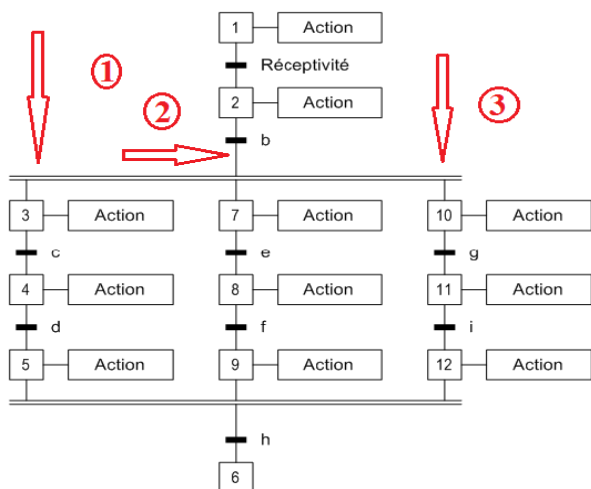 1 Action
① Réceptivité
2 Action
② ③
b
3 Action 7 Action 10 Action
c e g
4 Action 8 Action 11 Action
d f i
5 Action 9 Action 12 Action
h
6